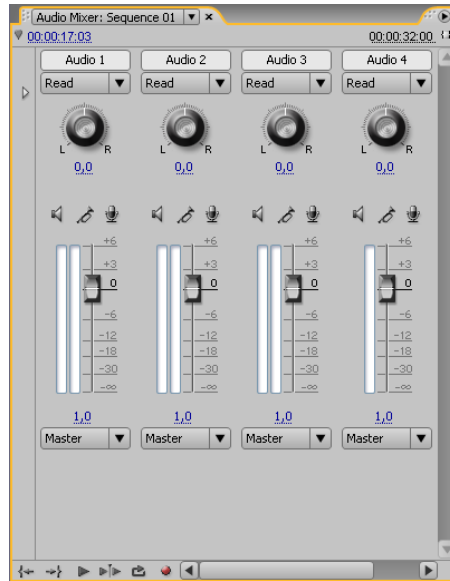 Audio Mixer: Sequence 01
00:00:17:03 00:00:32:00
Audio 1 Audio 2 Audio 3 Audio 4
Read Read Read Read
L R L R L R L R
0,0 0,0 0,0 0,0
+6 +6 +6 +6
+3 +3 +3 +3
0 0 0 0
-6 -6 -6 -6
-12 -12 -12 -12
-18 -18 -18 -18
-30 -30 -30 -30
-∞ -∞ -∞ -∞
1,0 1,0 1,0 1,0
Master Master Master Master